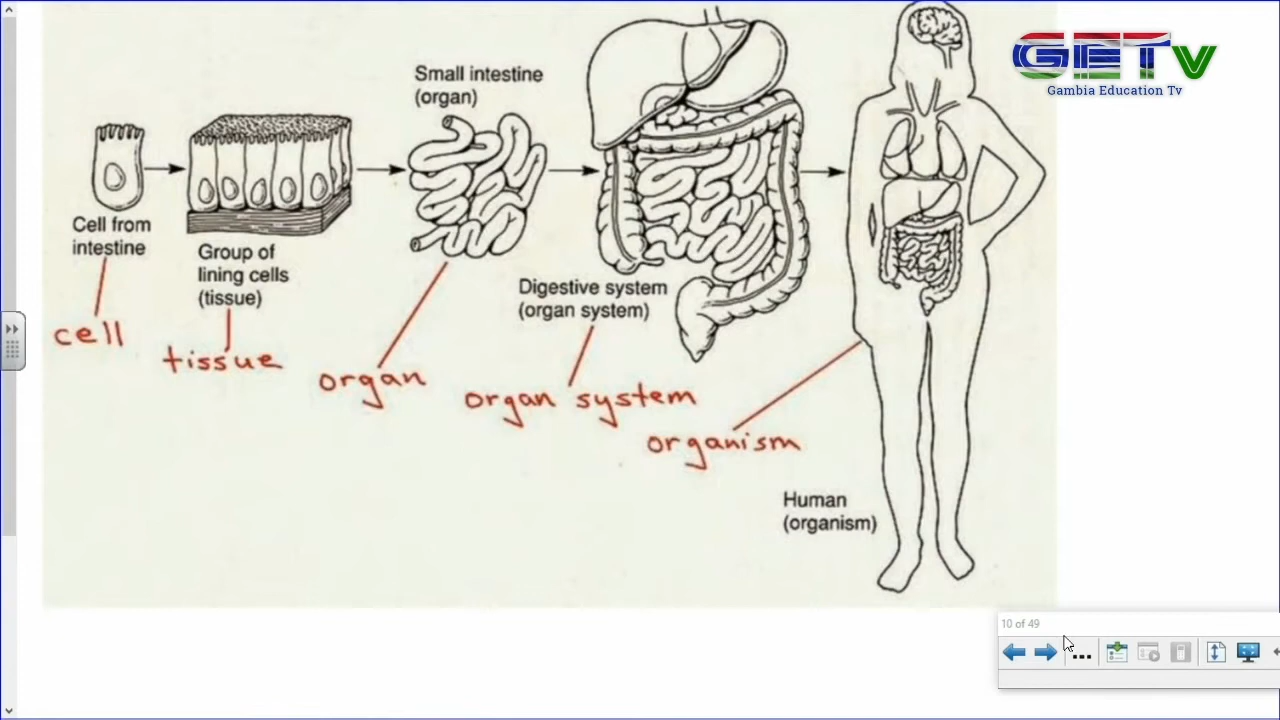 GETv
Gambia Education Tv
Small intestine
(organ)
Cell from
intestine
Group of
lining cells
(tissue)
Digestive system
(organ system)
cell
tissue
organ
organ system
organism
Human
(organism)
10 of 49